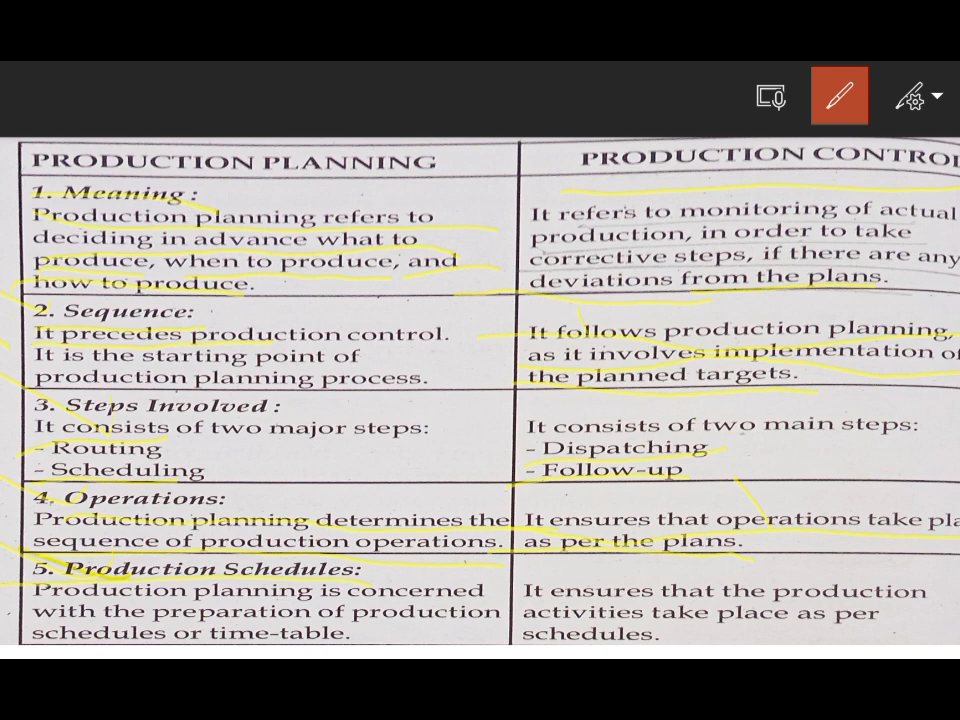 PRODUCTION PLANNING
PRODUCTION CONTROL
1. Meaning :
Production planning refers to
deciding in advance what to
produce, when to produce, and
how to produce.
It refers to monitoring of actual
production, in order to take
corrective steps, if there are any
deviations from the plans.
2. Sequence:
It precedes production control.
It is the starting point of
production planning process.
It follows production planning,
as it involves implementation of
the planned targets.
3. Steps Involved :
It consists of two major steps:
- Routing
- Scheduling
It consists of two main steps:
- Dispatching
- Follow-up
4. Operations:
Production planning determines the
sequence of production operations.
It ensures that operations take pla
as per the plans.
5. Production Schedules:
Production planning is concerned
with the preparation of production
schedules or time-table.
It ensures that the production
activities take place as per
schedules.